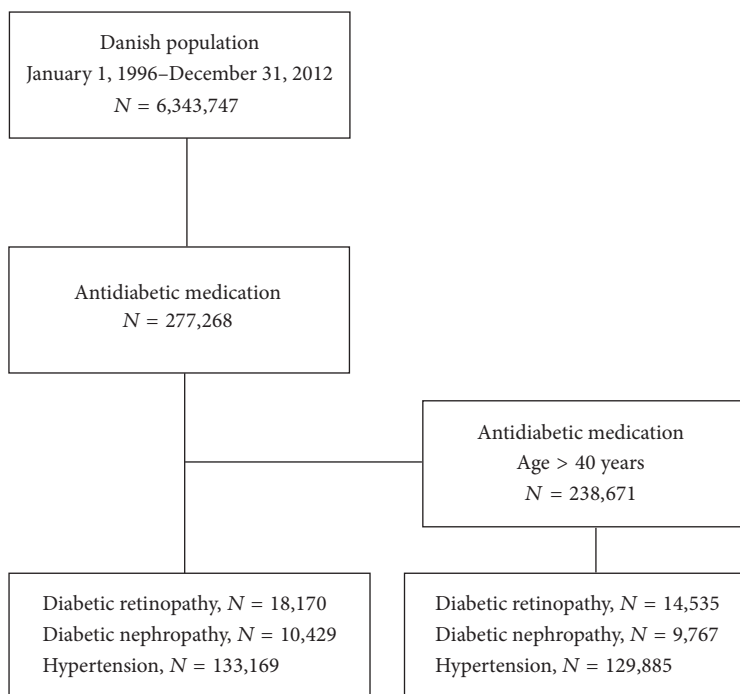 Danish population
January 1, 1996–December 31, 2012
N = 6,343,747
Antidiabetic medication
N = 277,268
Antidiabetic medication
Age > 40 years
N = 238,671
Diabetic retinopathy, N = 18,170
Diabetic nephropathy, N = 10,429
Hypertension, N = 133,169
Diabetic retinopathy, N = 14,535
Diabetic nephropathy, N = 9,767
Hypertension, N = 129,885